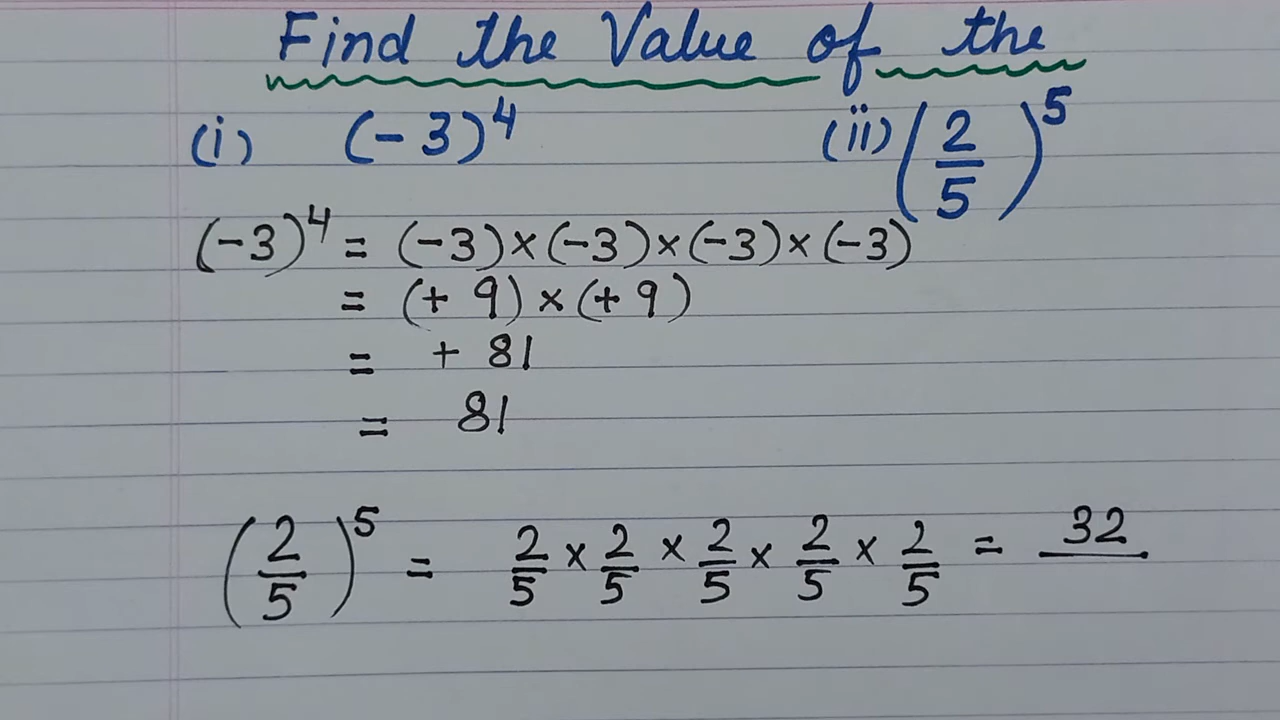 Find the Value of the
(i) (-3)^4 (ii) (2/5)^5
(-3)^4 = (-3)×(-3)×(-3)×(-3)
= (+9)×(+9)
= +81
= 81
(2/5)^5 = 2/5 × 2/5 × 2/5 × 2/5 × 2/5 = 32/